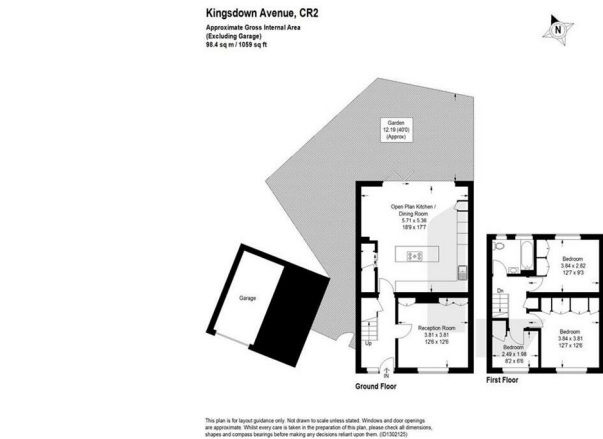 Kingsdown Avenue, CR2
Approximate Gross Internal Area
(Excluding Garage)
98.4 sq m / 1059 sq ft
N
Garden
12.19 (40'0)
(Approx)
Open Plan Kitchen /
Dining Room
5.71 x 5.36
18'9 x 17'7
Garage
Reception Room
3.81 x 3.81
12'6 x 12'6
Up
IN
Ground Floor
Bedroom
3.84 x 2.82
12'7 x 9'3
Dn
Bedroom
3.84 x 3.81
12'7 x 12'6
Bedroom
2.49 x 1.98
8'2 x 6'6
First Floor
This plan is for layout guidance only. Not drawn to scale unless stated. Windows and door openings
are approximate. Whilst every care is taken in the preparation of this plan, please check all dimensions,
shapes and compass bearings before making any decisions reliant upon them. (ID1302125)